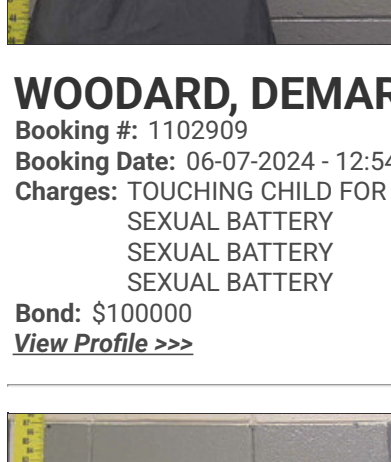 WOODARD, DEMAR
Booking #: 1102909
Booking Date: 06-07-2024 - 12:54
Charges: TOUCHING CHILD FOR
SEXUAL BATTERY
SEXUAL BATTERY
SEXUAL BATTERY
Bond: $100000
View Profile >>>